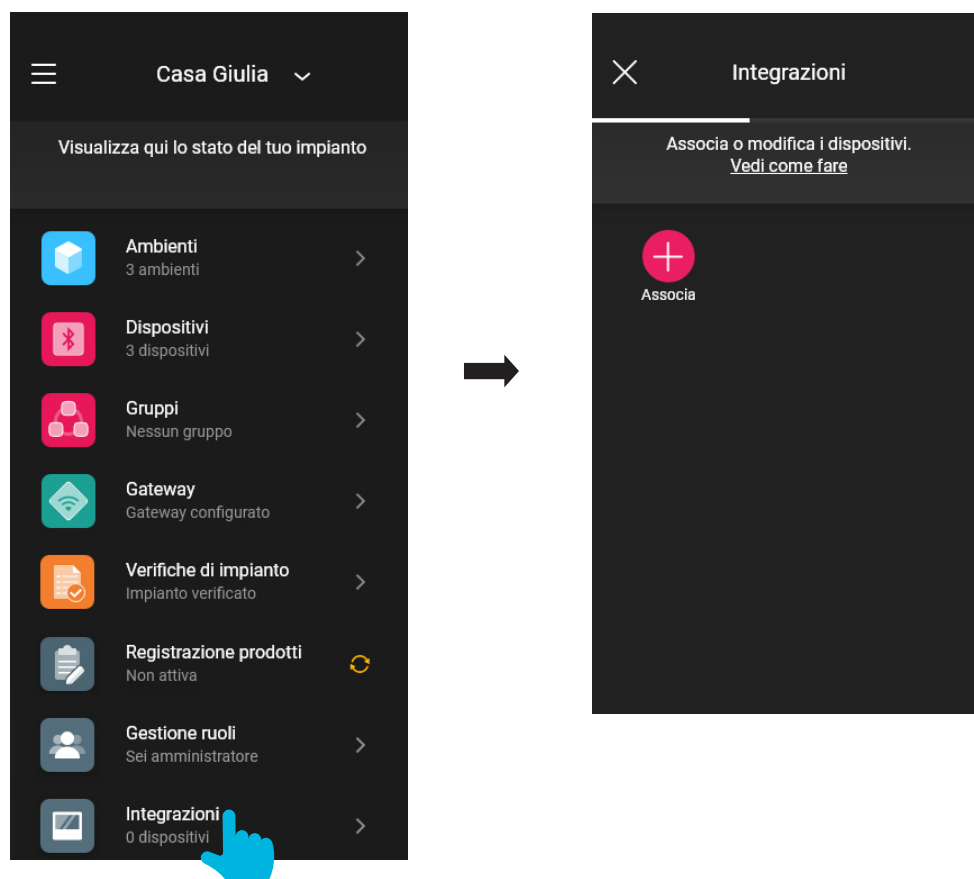 Casa Giulia
Visualizza qui lo stato del tuo impianto
Ambienti
3 ambienti
Dispositivi
3 dispositivi
Gruppi
Nessun gruppo
Gateway
Gateway configurato
Verifiche di impianto
Impianto verificato
Registrazione prodotti
Non attiva
Gestione ruoli
Sei amministratore
Integrazioni
0 dispositivi
Integrazioni
Associa o modifica i dispositivi.
Vedi come fare
Associa